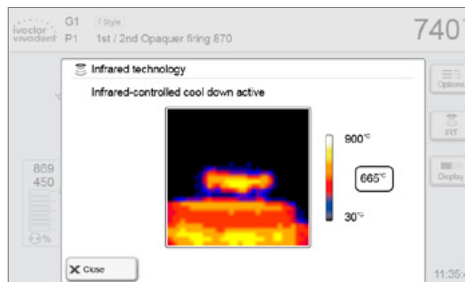 ivoclar
vivadent
G1 [Style]
P1 1st / 2nd Opaquer firing 870
740
Infrared technology
Infrared-controlled cool down active
900°C
665°C
30°C
869
450
%
Options
IRT
Display
Close
11:35: